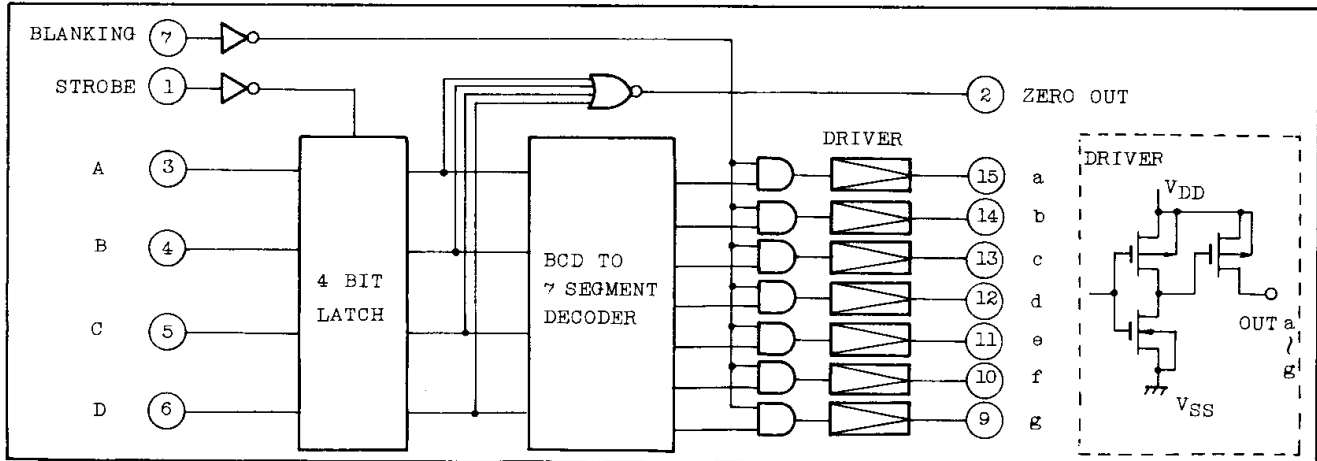 BLANKING 7
STROBE 1
2 ZERO OUT
A 3
B 4
C 5
D 6
4 BIT
LATCH
BCD TO
7 SEGMENT
DECODER
DRIVER
15 a
14 b
13 c
12 d
11 e
10 f
9 g
DRIVER
VDD
OUT a
~
g
VSS